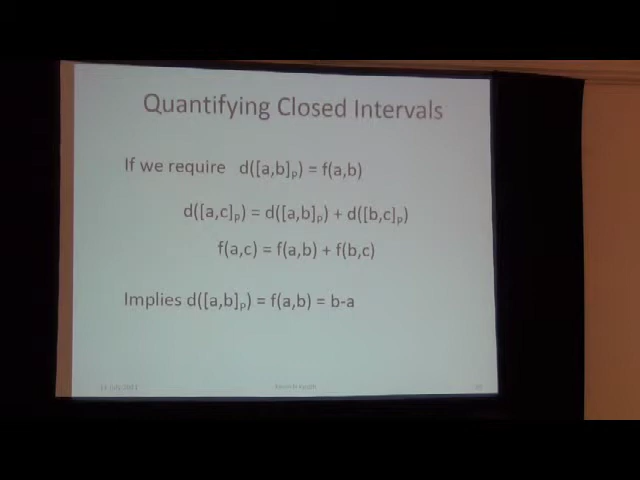 Quantifying Closed Intervals
If we require d([a,b]ₚ) = f(a,b)
d([a,c]ₚ) = d([a,b]ₚ) + d([b,c]ₚ)
f(a,c) = f(a,b) + f(b,c)
Implies d([a,b]ₚ) = f(a,b) = b-a